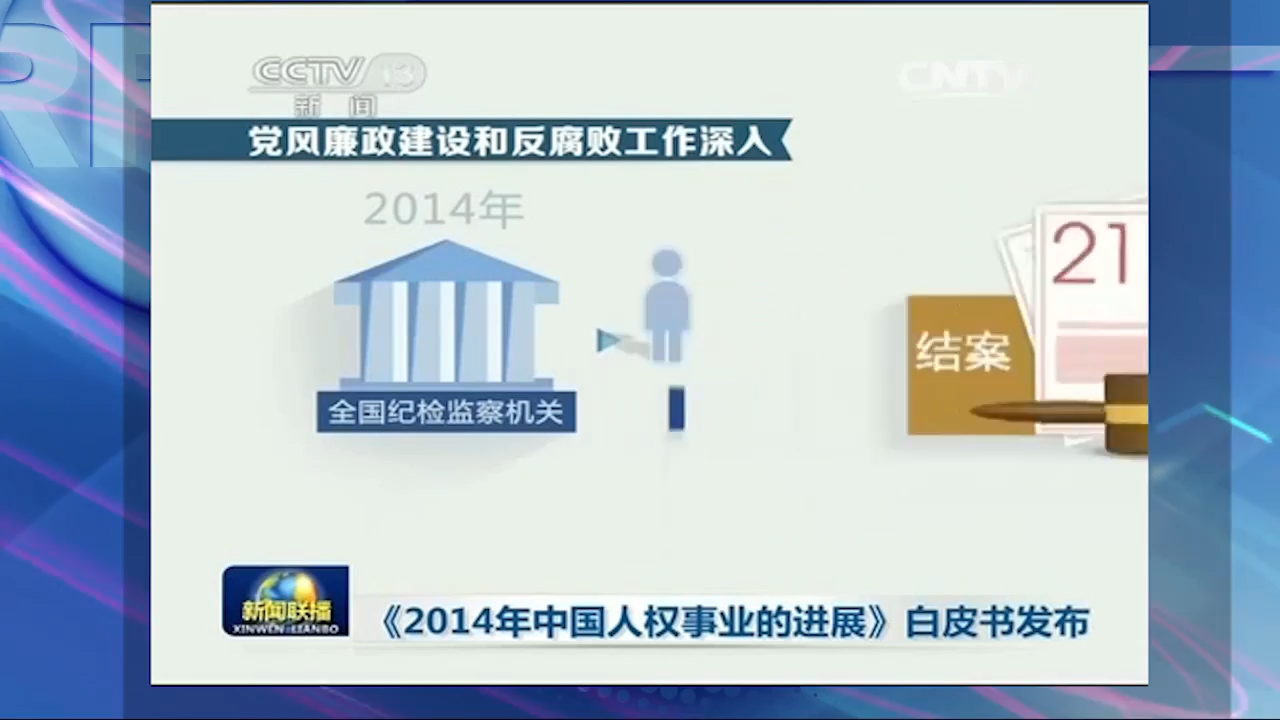 CCTV 13
新闻
CNTV
党风廉政建设和反腐败工作深入
2014年
21
结案
全国纪检监察机关
新闻联播
XINWEN LIANBO
《2014年中国人权事业的进展》白皮书发布